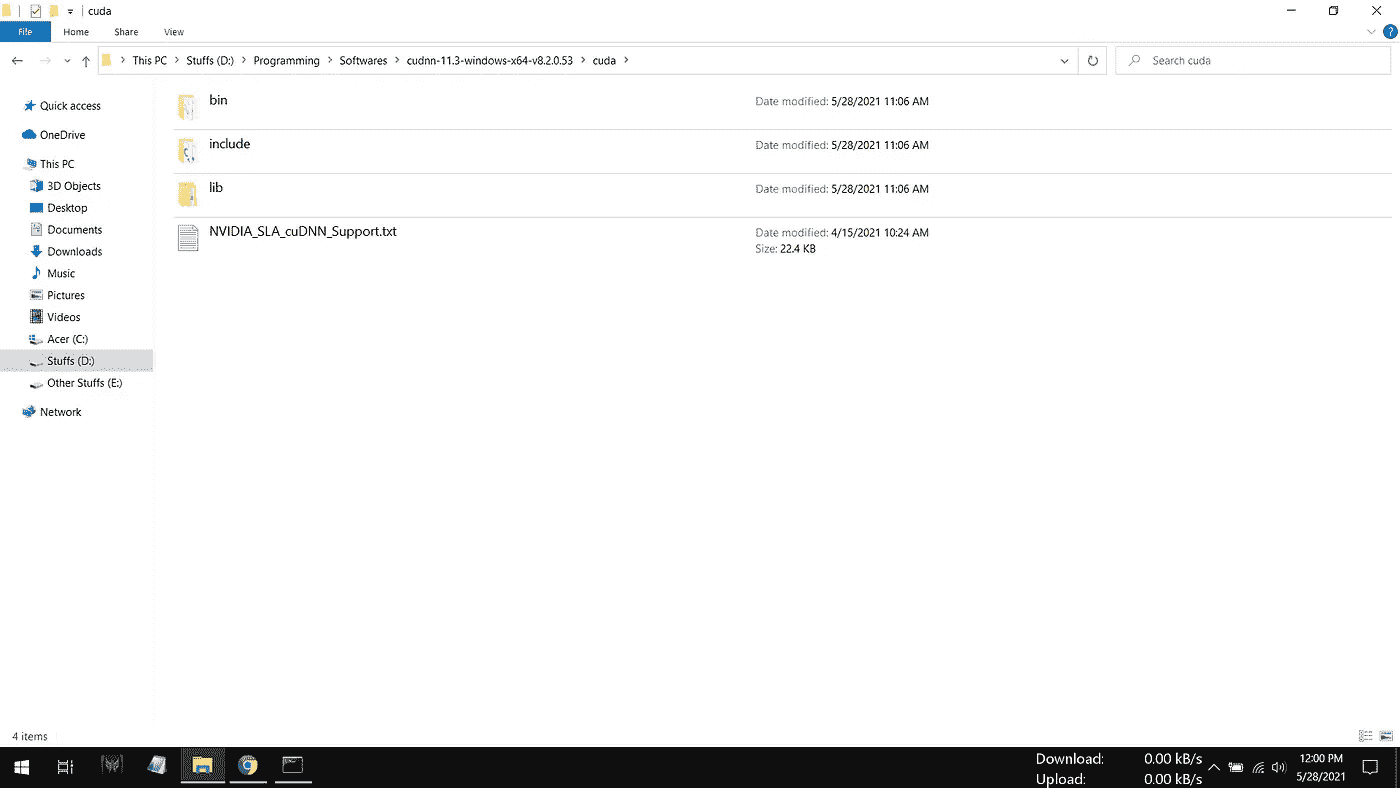 cuda
File Home Share View
This PC Stuffs (D:) Programming Softwares cudnn-11.3-windows-x64-v8.2.0.53 cuda
Search cuda
Quick access
OneDrive
This PC
3D Objects
Desktop
Documents
Downloads
Music
Pictures
Videos
Acer (C:)
Stuffs (D:)
Other Stuffs (E:)
Network
bin Date modified: 5/28/2021 11:06 AM
include Date modified: 5/28/2021 11:06 AM
lib Date modified: 5/28/2021 11:06 AM
NVIDIA_SLA_cuDNN_Support.txt Date modified: 4/15/2021 10:24 AM
Size: 22.4 KB
4 items
Download: 0.00 kB/s
Upload: 0.00 kB/s
12:00 PM
5/28/2021